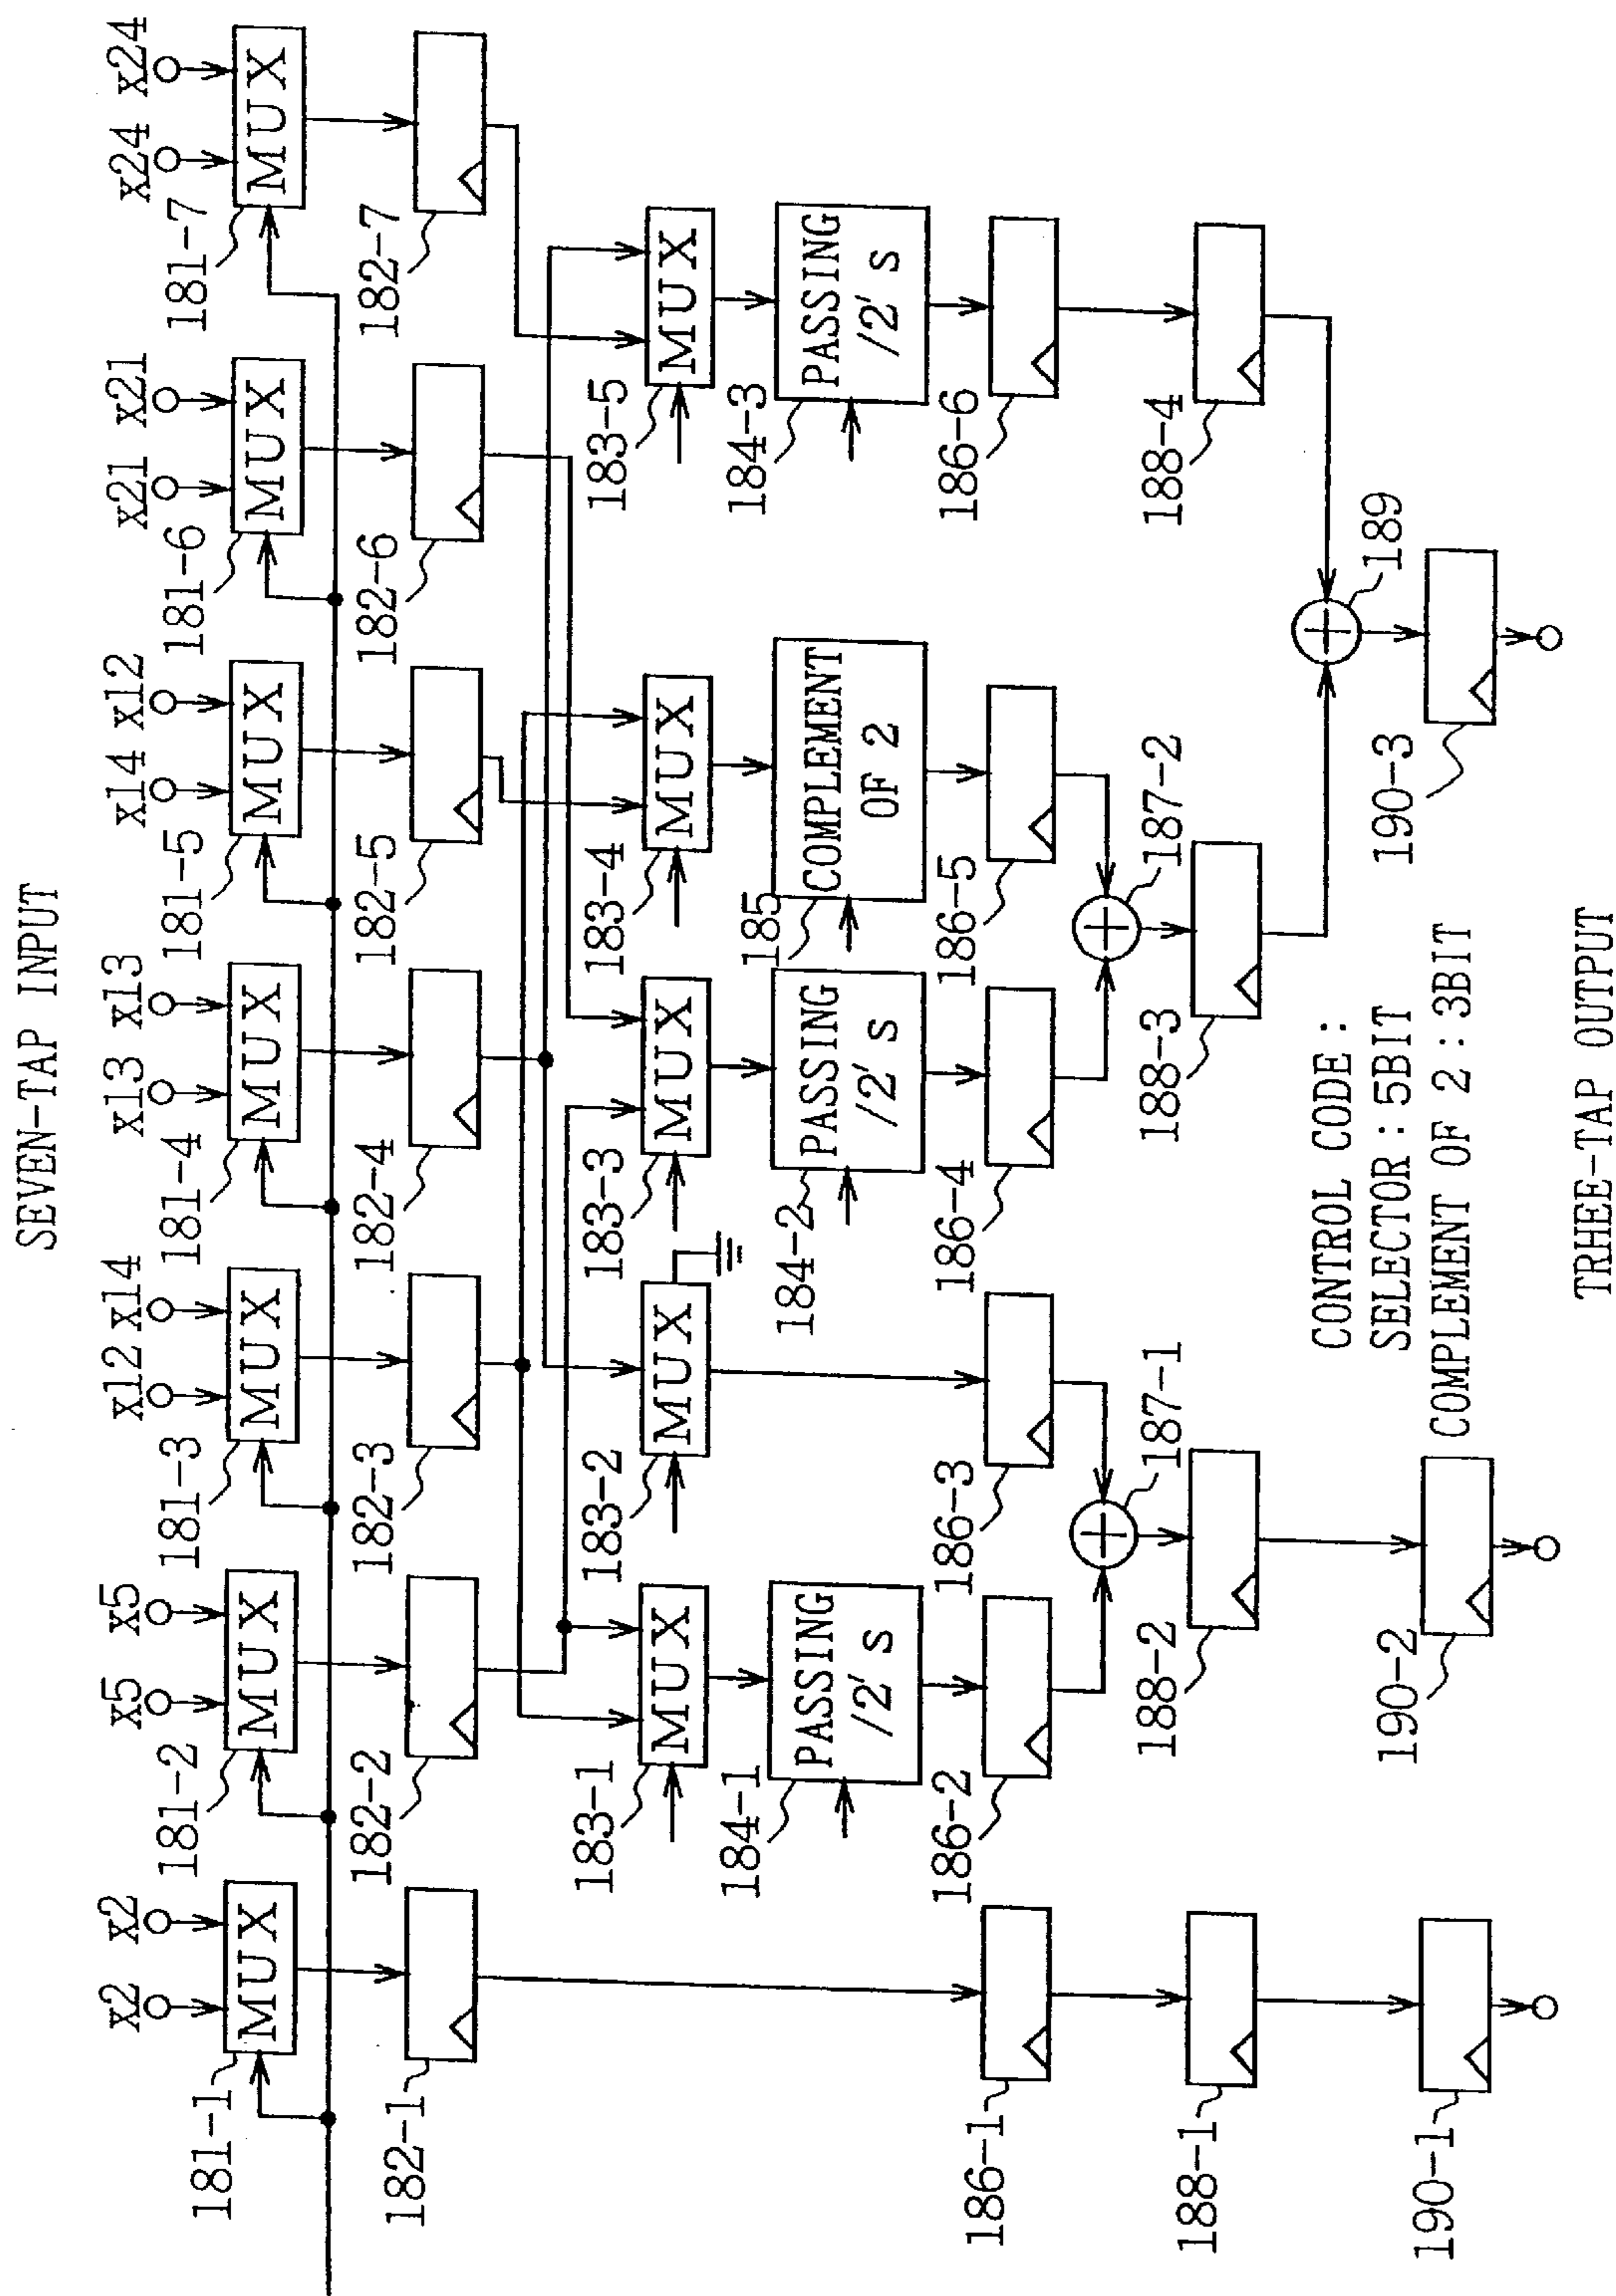 SEVEN-TAP INPUT
x2 x2 x5 x5 x12 x14 x13 x13 x14 x12 x21 x21 x24 x24
181-1 MUX 181-2 MUX 181-3 MUX 181-4 MUX 181-5 MUX 181-6 MUX 181-7 MUX
182-1 182-2 182-3 182-4 182-5 182-6 182-7
183-1 MUX 183-2 MUX 183-3 MUX 183-4 MUX 183-5 MUX
184-1 PASSING 184-2 PASSING 185 COMPLEMENT 184-3 PASSING
/2's /2's OF 2 /2's
186-1 186-2 186-3 186-4 186-5 186-6
187-1 187-2
188-1 188-2 188-3 188-4
189
CONTROL CODE:
SELECTOR:5BIT
COMPLEMENT OF 2:3BIT
190-1 190-2 190-3
TRHEE-TAP OUTPUT